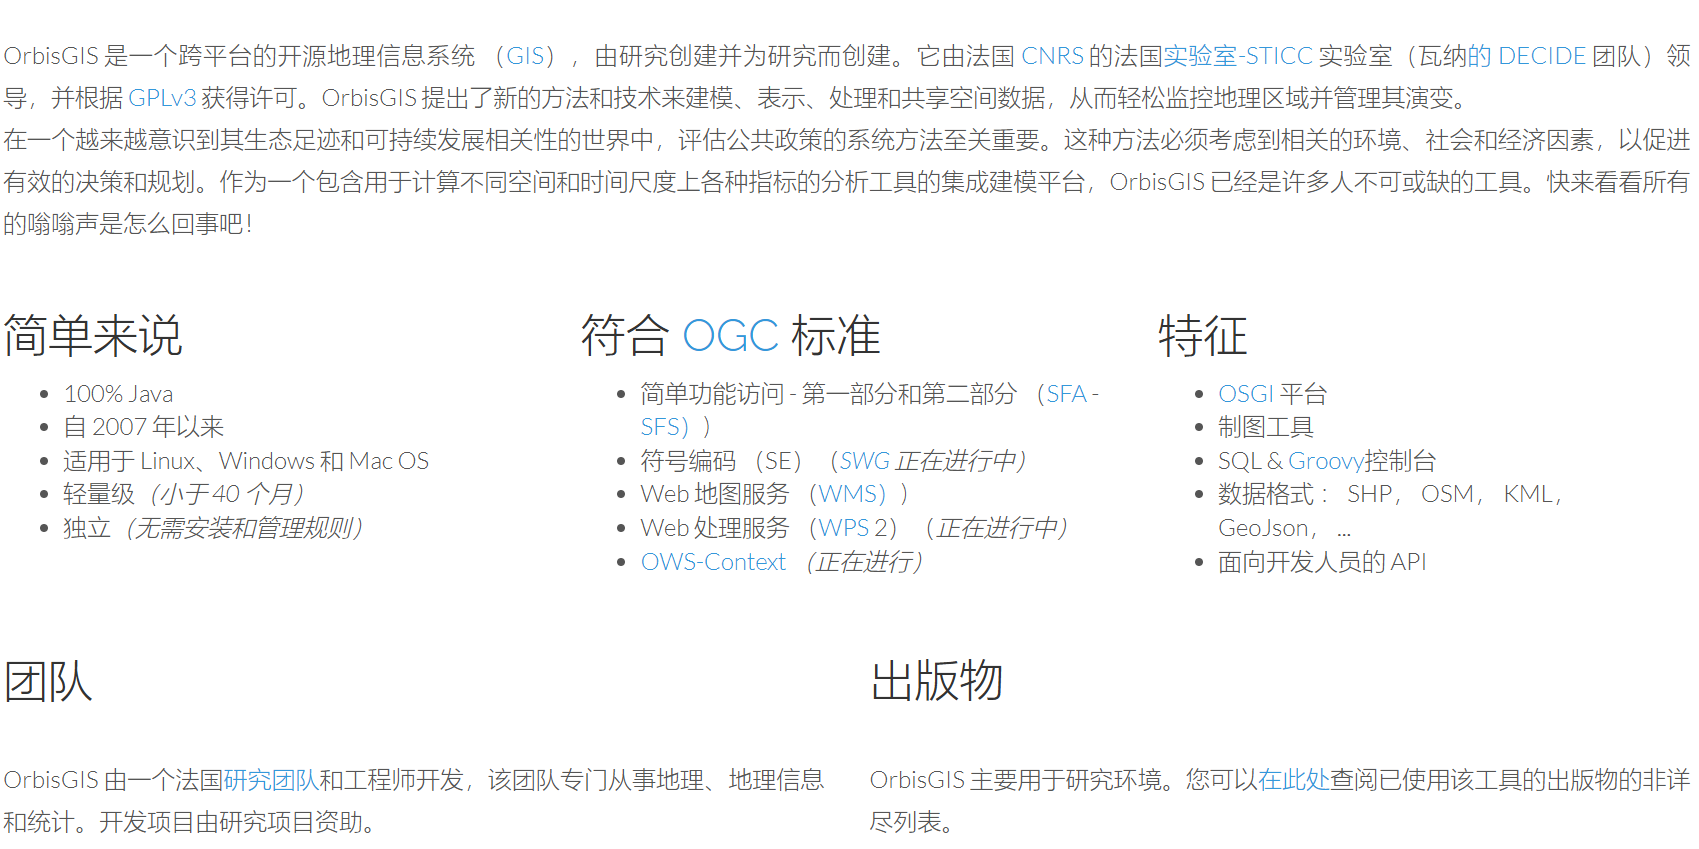 OrbisGIS 是一个跨平台的开源地理信息系统 （GIS），由研究创建并为研究而创建。它由法国 CNRS 的法国实验室-STICC 实验室（瓦纳的 DECIDE 团队）领
导，并根据 GPLv3 获得许可。OrbisGIS 提出了新的方法和技术来建模、表示、处理和共享空间数据，从而轻松监控地理区域并管理其演变。
在一个越来越意识到其生态足迹和可持续发展相关性的世界中，评估公共政策的系统方法至关重要。这种方法必须考虑到相关的环境、社会和经济因素，以促进
有效的决策和规划。作为一个包含用于计算不同空间和时间尺度上各种指标的分析工具的集成建模平台，OrbisGIS 已经是许多人不可或缺的工具。快来看看所有
的嗡嗡声是怎么回事吧！
简单来说
• 100% Java
• 自 2007 年以来
• 适用于 Linux、Windows 和 Mac OS
• 轻量级（小于 40 个月）
• 独立（无需安装和管理规则）
符合 OGC 标准
• 简单功能访问 - 第一部分和第二部分 （SFA -
SFS））
• 符号编码 （SE）（SWG 正在进行中）
• Web 地图服务 （WMS））
• Web 处理服务 （WPS 2）（正在进行中）
• OWS-Context （正在进行）
特征
• OSGI 平台
• 制图工具
• SQL & Groovy控制台
• 数据格式： SHP， OSM， KML，
GeoJson， ...
• 面向开发人员的 API
团队
OrbisGIS 由一个法国研究团队和工程师开发，该团队专门从事地理、地理信息
和统计。开发项目由研究项目资助。
出版物
OrbisGIS 主要用于研究环境。您可以在此处查阅已使用该工具的出版物的非详
尽列表。